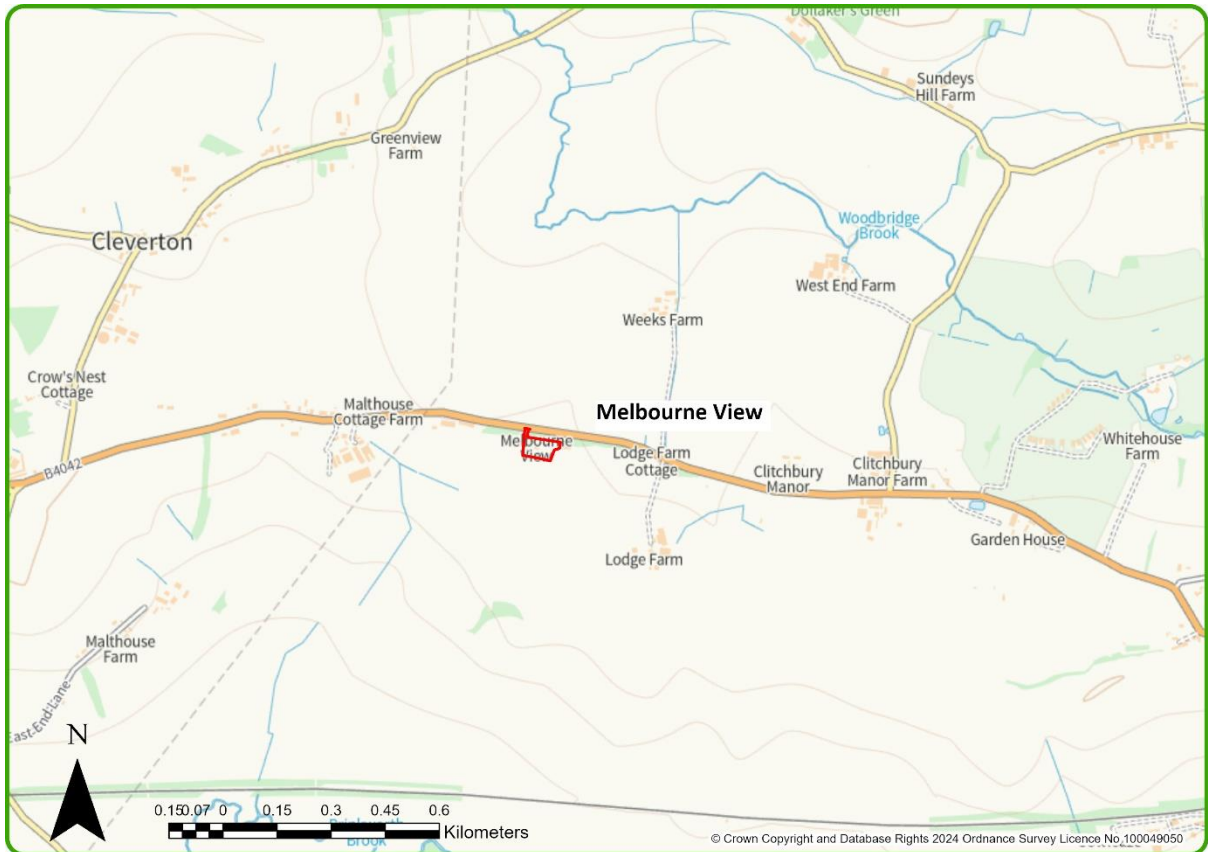 Dollaker's Green
Sundeys
Hill Farm
Greenview
Farm
Woodbridge
Brook
Cleverton
West End Farm
Weeks Farm
Crow's Nest
Cottage
Malthouse
Cottage Farm
Melbourne View
Melbourne
View
Lodge Farm
Cottage
Whitehouse
Farm
B4042
Clitchbury
Manor
Clitchbury
Manor Farm
Garden House
Lodge Farm
Malthouse
Farm
East-End-Lane
N
0.15 0.07 0 0.15 0.3 0.45 0.6
Kilometers
Brook
© Crown Copyright and Database Rights 2024 Ordnance Survey Licence No 100049050